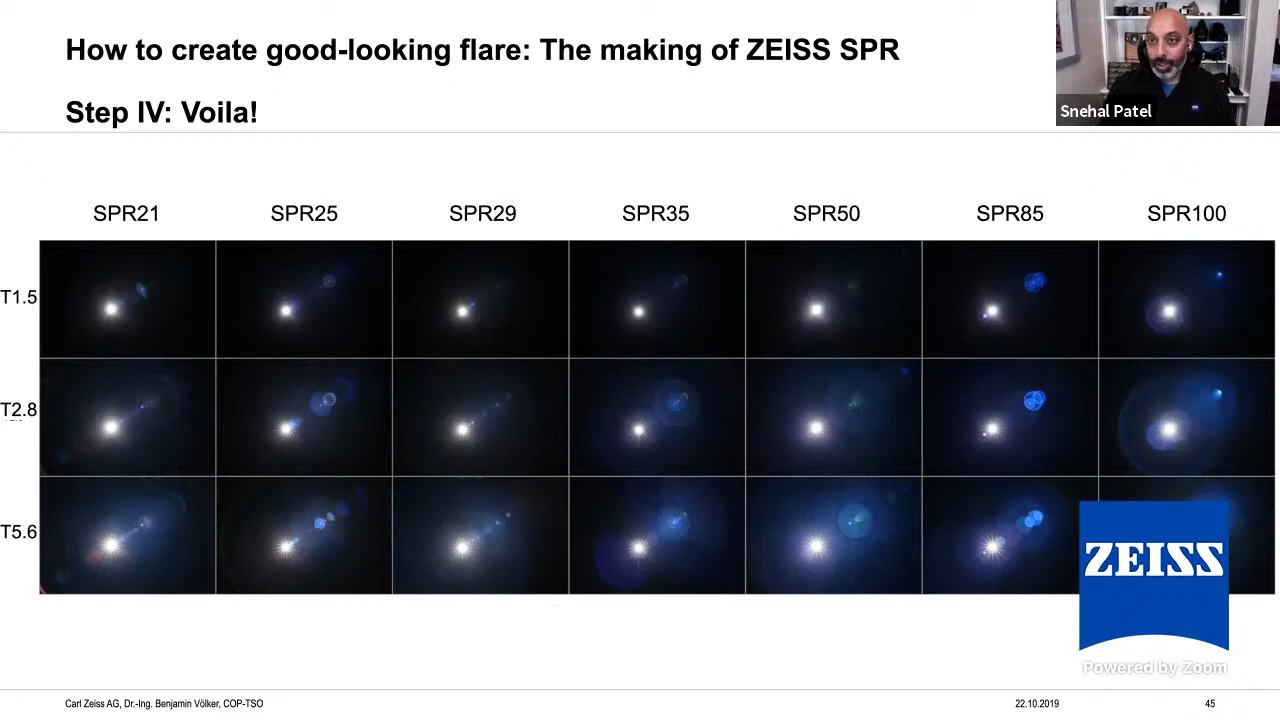 How to create good-looking flare: The making of ZEISS SPR
Step IV: Voila!
Snehal Patel
SPR21 SPR25 SPR29 SPR35 SPR50 SPR85 SPR100
T1.5
T2.8
T5.6
ZEISS
Powered by Zoom
Carl Zeiss AG, Dr.-Ing. Benjamin Völker, COP-TSO 22.10.2019 45